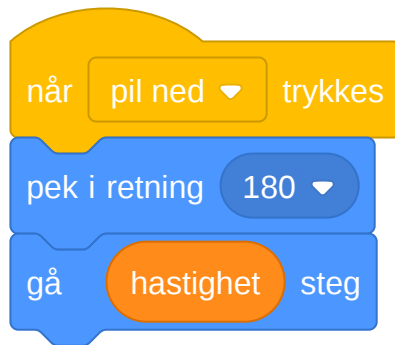 når pil ned trykkes
pek i retning 180
gå hastighet steg